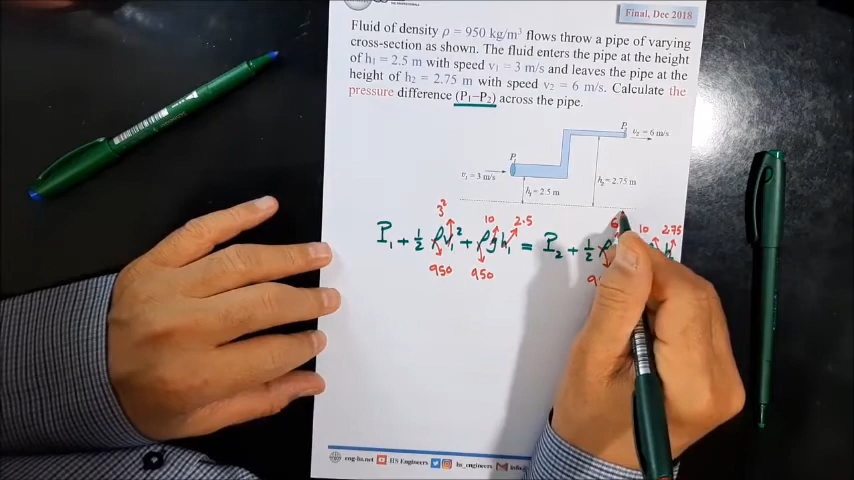 Final, Dec 2018
Fluid of density ρ = 950 kg/m³ flows throw a pipe of varying
cross-section as shown. The fluid enters the pipe at the height
of h₁ = 2.5 m with speed v₁ = 3 m/s and leaves the pipe at the
height of h₂ = 2.75 m with speed v₂ = 6 m/s. Calculate the
pressure difference (P₁–P₂) across the pipe.
P₂ v₂ = 6 m/s
P₁
v₁ = 3 m/s
h₁ = 2.5 m
h₂ = 2.75 m
3² 10 2.5 6 10 2.75
P₁ + ½ ρv₁² + ρgh₁ = P₂ + ½ ρ h
950 950 9
eng-hs.net HS Engineers hs_engineers info